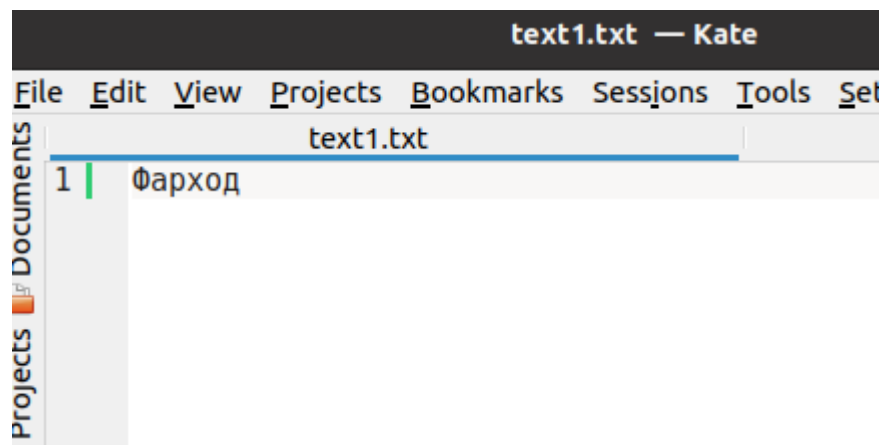 text1.txt — Kate
File Edit View Projects Bookmarks Sessions Tools
text1.txt
Documents
1 Фарход
Projects